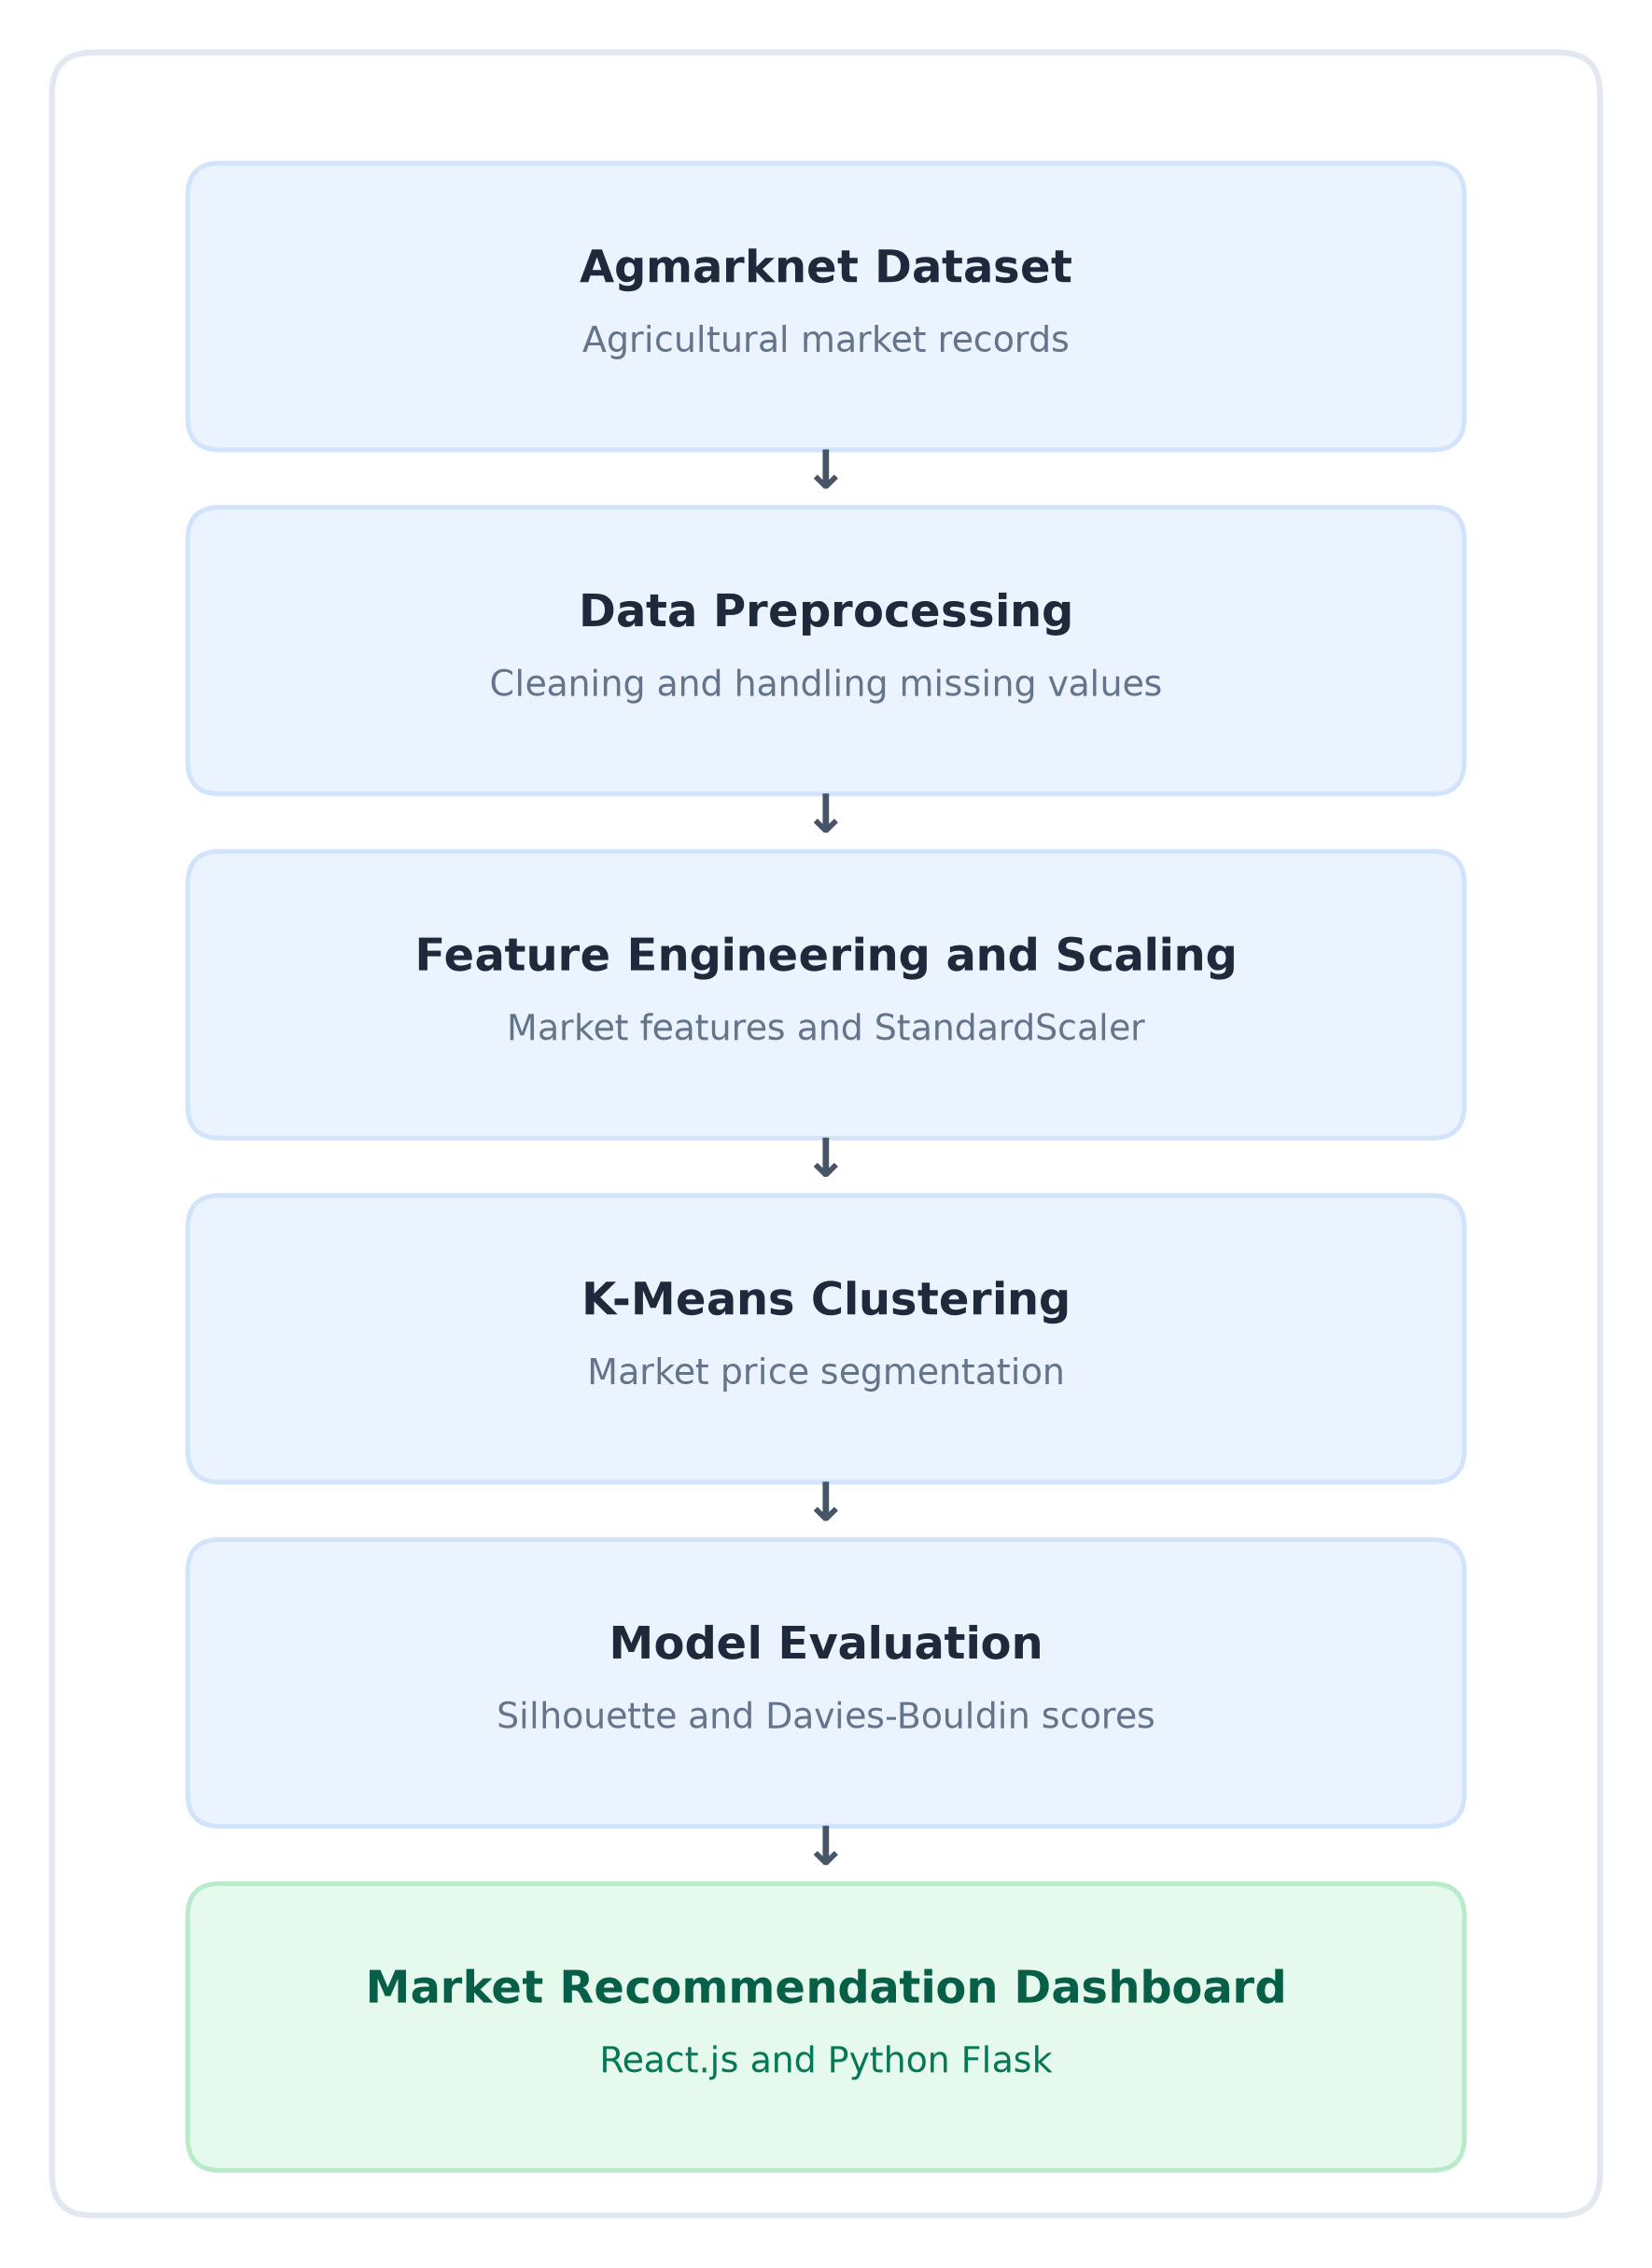 Agmarknet Dataset
Agricultural market records
↓
Data Preprocessing
Cleaning and handling missing values
↓
Feature Engineering and Scaling
Market features and StandardScaler
↓
K-Means Clustering
Market price segmentation
↓
Model Evaluation
Silhouette and Davies-Bouldin scores
↓
Market Recommendation Dashboard
React.js and Python Flask